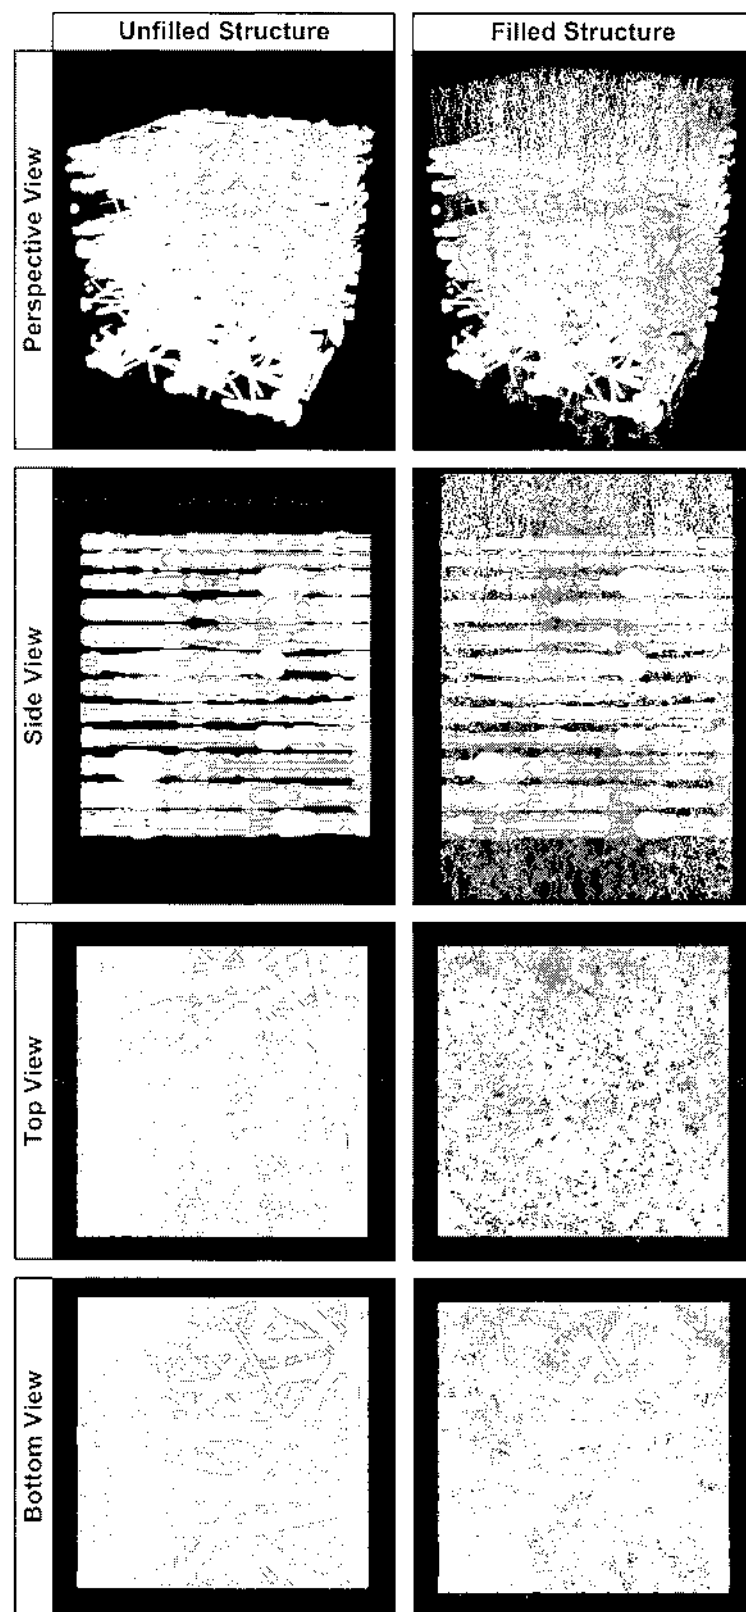 Unfilled Structure
Filled Structure
Perspective View
Side View
Top View
Bottom View